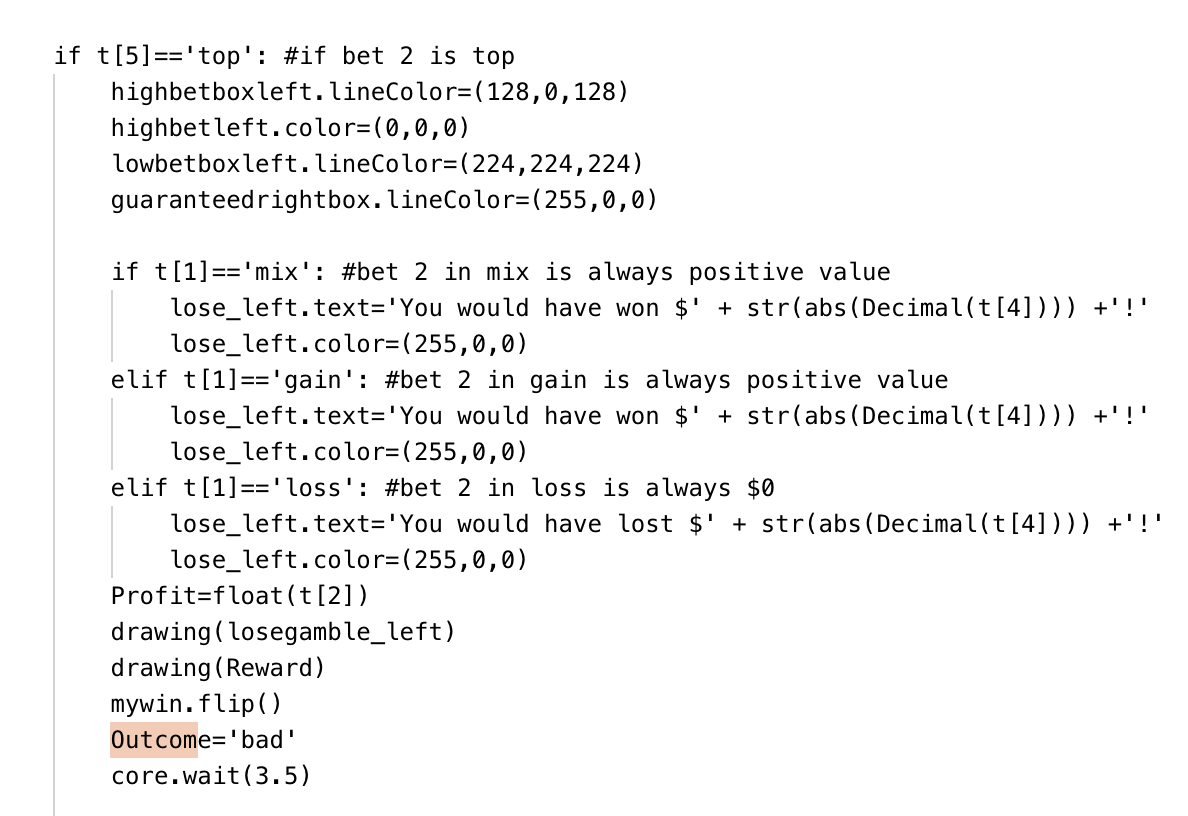 if t[5]=='top': #if bet 2 is top
    highbetboxleft.lineColor=(128,0,128)
    highbetleft.color=(0,0,0)
    lowbetboxleft.lineColor=(224,224,224)
    guaranteedrightbox.lineColor=(255,0,0)

    if t[1]=='mix': #bet 2 in mix is always positive value
        lose_left.text='You would have won $' + str(abs(Decimal(t[4]))) +'!'
        lose_left.color=(255,0,0)
    elif t[1]=='gain': #bet 2 in gain is always positive value
        lose_left.text='You would have won $' + str(abs(Decimal(t[4]))) +'!'
        lose_left.color=(255,0,0)
    elif t[1]=='loss': #bet 2 in loss is always $0
        lose_left.text='You would have lost $' + str(abs(Decimal(t[4]))) +'!'
        lose_left.color=(255,0,0)
    Profit=float(t[2])
    drawing(losegamble_left)
    drawing(Reward)
    mywin.flip()
    Outcome='bad'
    core.wait(3.5)